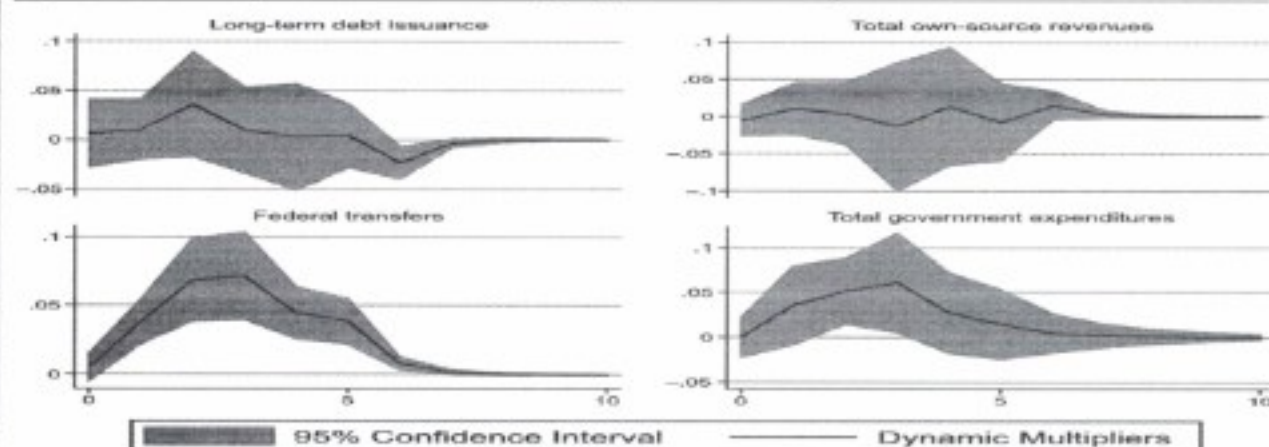 Long-term debt issuance
.1
.05
0
-.05
Total own-source revenues
.1
.05
0
-.05
-.1
Federal transfers
.1
.05
0
0 5 10
Total government expenditures
.1
.05
0
-.05
0 5 10
95% Confidence Interval Dynamic Multipliers